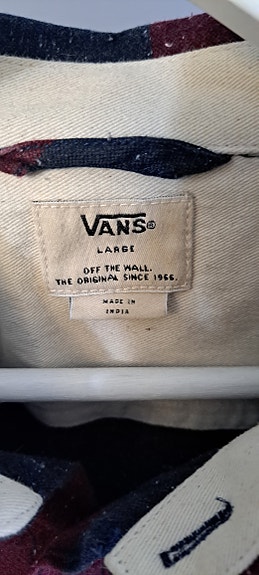 VANS®
LARGE
OFF THE WALL.
THE ORIGINAL SINCE 1966.
MADE IN
INDIA